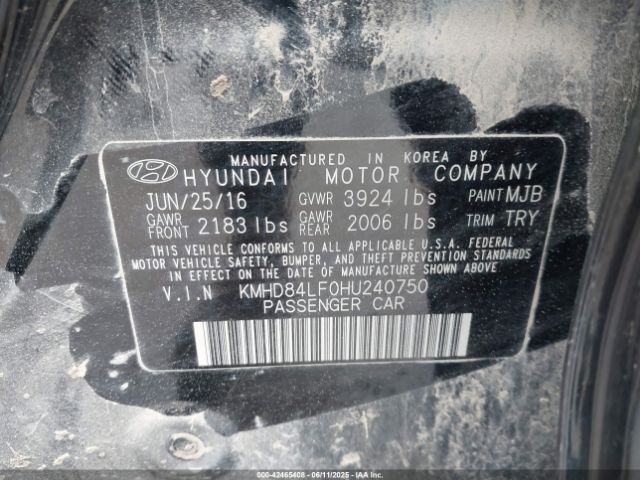 MANUFACTURED IN KOREA BY
HYUNDAI MOTOR COMPANY
JUN/25/16 GVWR 3924 lbs PAINT MJB
GAWR FRONT 2183 lbs GAWR REAR 2006 lbs TRIM TRY
THIS VEHICLE CONFORMS TO ALL APPLICABLE U.S.A. FEDERAL
MOTOR VEHICLE SAFETY, BUMPER, AND THEFT PREVENTION
STANDARDS IN EFFECT ON THE DATE OF MANUFACTURE SHOWN ABOVE
V.I.N KMHD84LF0HU240750
PASSENGER CAR
000-42465408 - 06/11/2025 - IAA Inc.